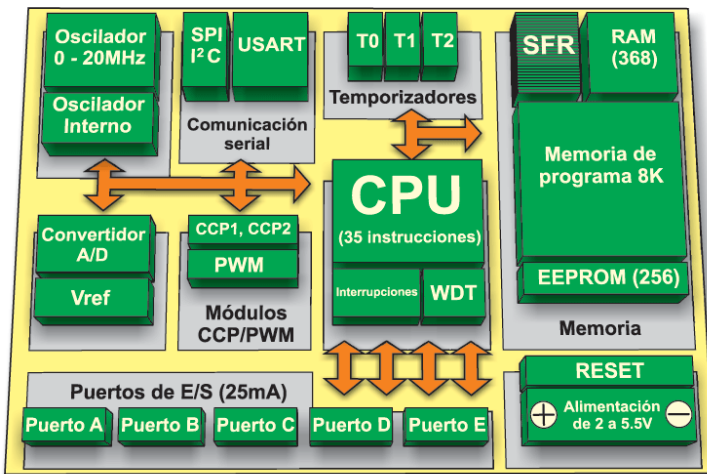 Oscilador
0 - 20MHz
Oscilador
Interno
SPI
I²C
USART
Comunicación
serial
T0
T1
T2
Temporizadores
SFR
RAM
(368)
Memoria de
programa 8K
EEPROM (256)
Memoria
CPU
(35 instrucciones)
Interrupciones
WDT
Convertidor
A/D
Vref
CCP1, CCP2
PWM
Módulos
CCP/PWM
Puertos de E/S (25mA)
Puerto A
Puerto B
Puerto C
Puerto D
Puerto E
RESET
+
Alimentación
de 2 a 5.5V
−